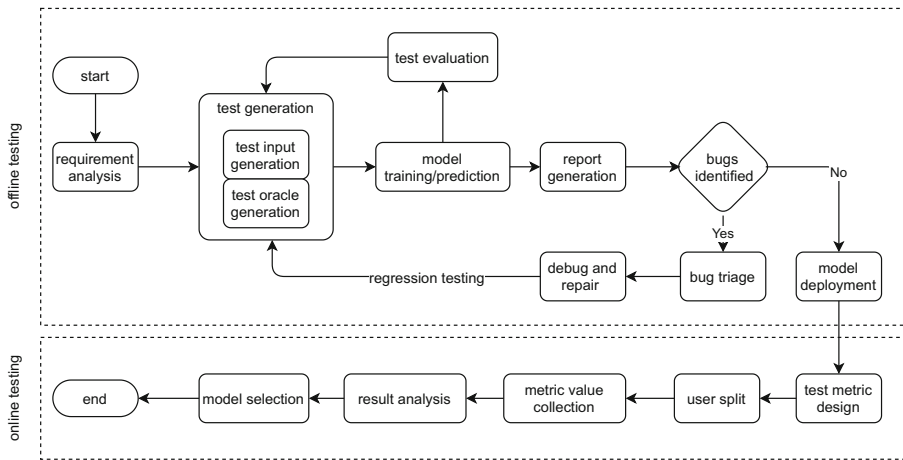 offline testing
start
requirement
analysis
test generation
test input
generation
test oracle
generation
test evaluation
model
training/prediction
report
generation
bugs
identified
No
Yes
regression testing
debug and
repair
bug triage
model
deployment
online testing
end
model selection
result analysis
metric value
collection
user split
test metric
design